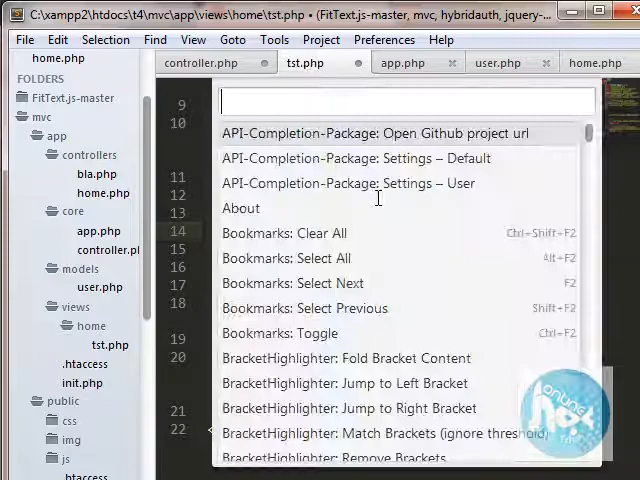 C:\xampp2\htdocs\t4\mvc\app\views\home\tst.php • (FitText.js-master, mvc, hybridauth, jquery-...
File Edit Selection Find View Goto Tools Project Preferences Help
home.php
controller.php tst.php app.php user.php home.php
FOLDERS
FitText.js-master
mvc
app
controllers
bla.php
home.php
core
app.php
controller.pl
models
user.php
views
home
tst.php
.htaccess
init.php
public
css
img
js
.htaccess
9
10
11
12
13
14
15
16
17
18
19
20
21
22 <
API-Completion-Package: Open Github project url
API-Completion-Package: Settings – Default
API-Completion-Package: Settings – User
About
Bookmarks: Clear All Ctrl+Shift+F2
Bookmarks: Select All Alt+F2
Bookmarks: Select Next F2
Bookmarks: Select Previous Shift+F2
Bookmarks: Toggle Ctrl+F2
BracketHighlighter: Fold Bracket Content
BracketHighlighter: Jump to Left Bracket
BracketHighlighter: Jump to Right Bracket
BracketHighlighter: Match Brackets (ignore threshold)
BracketHighlighter: Remove Brackets